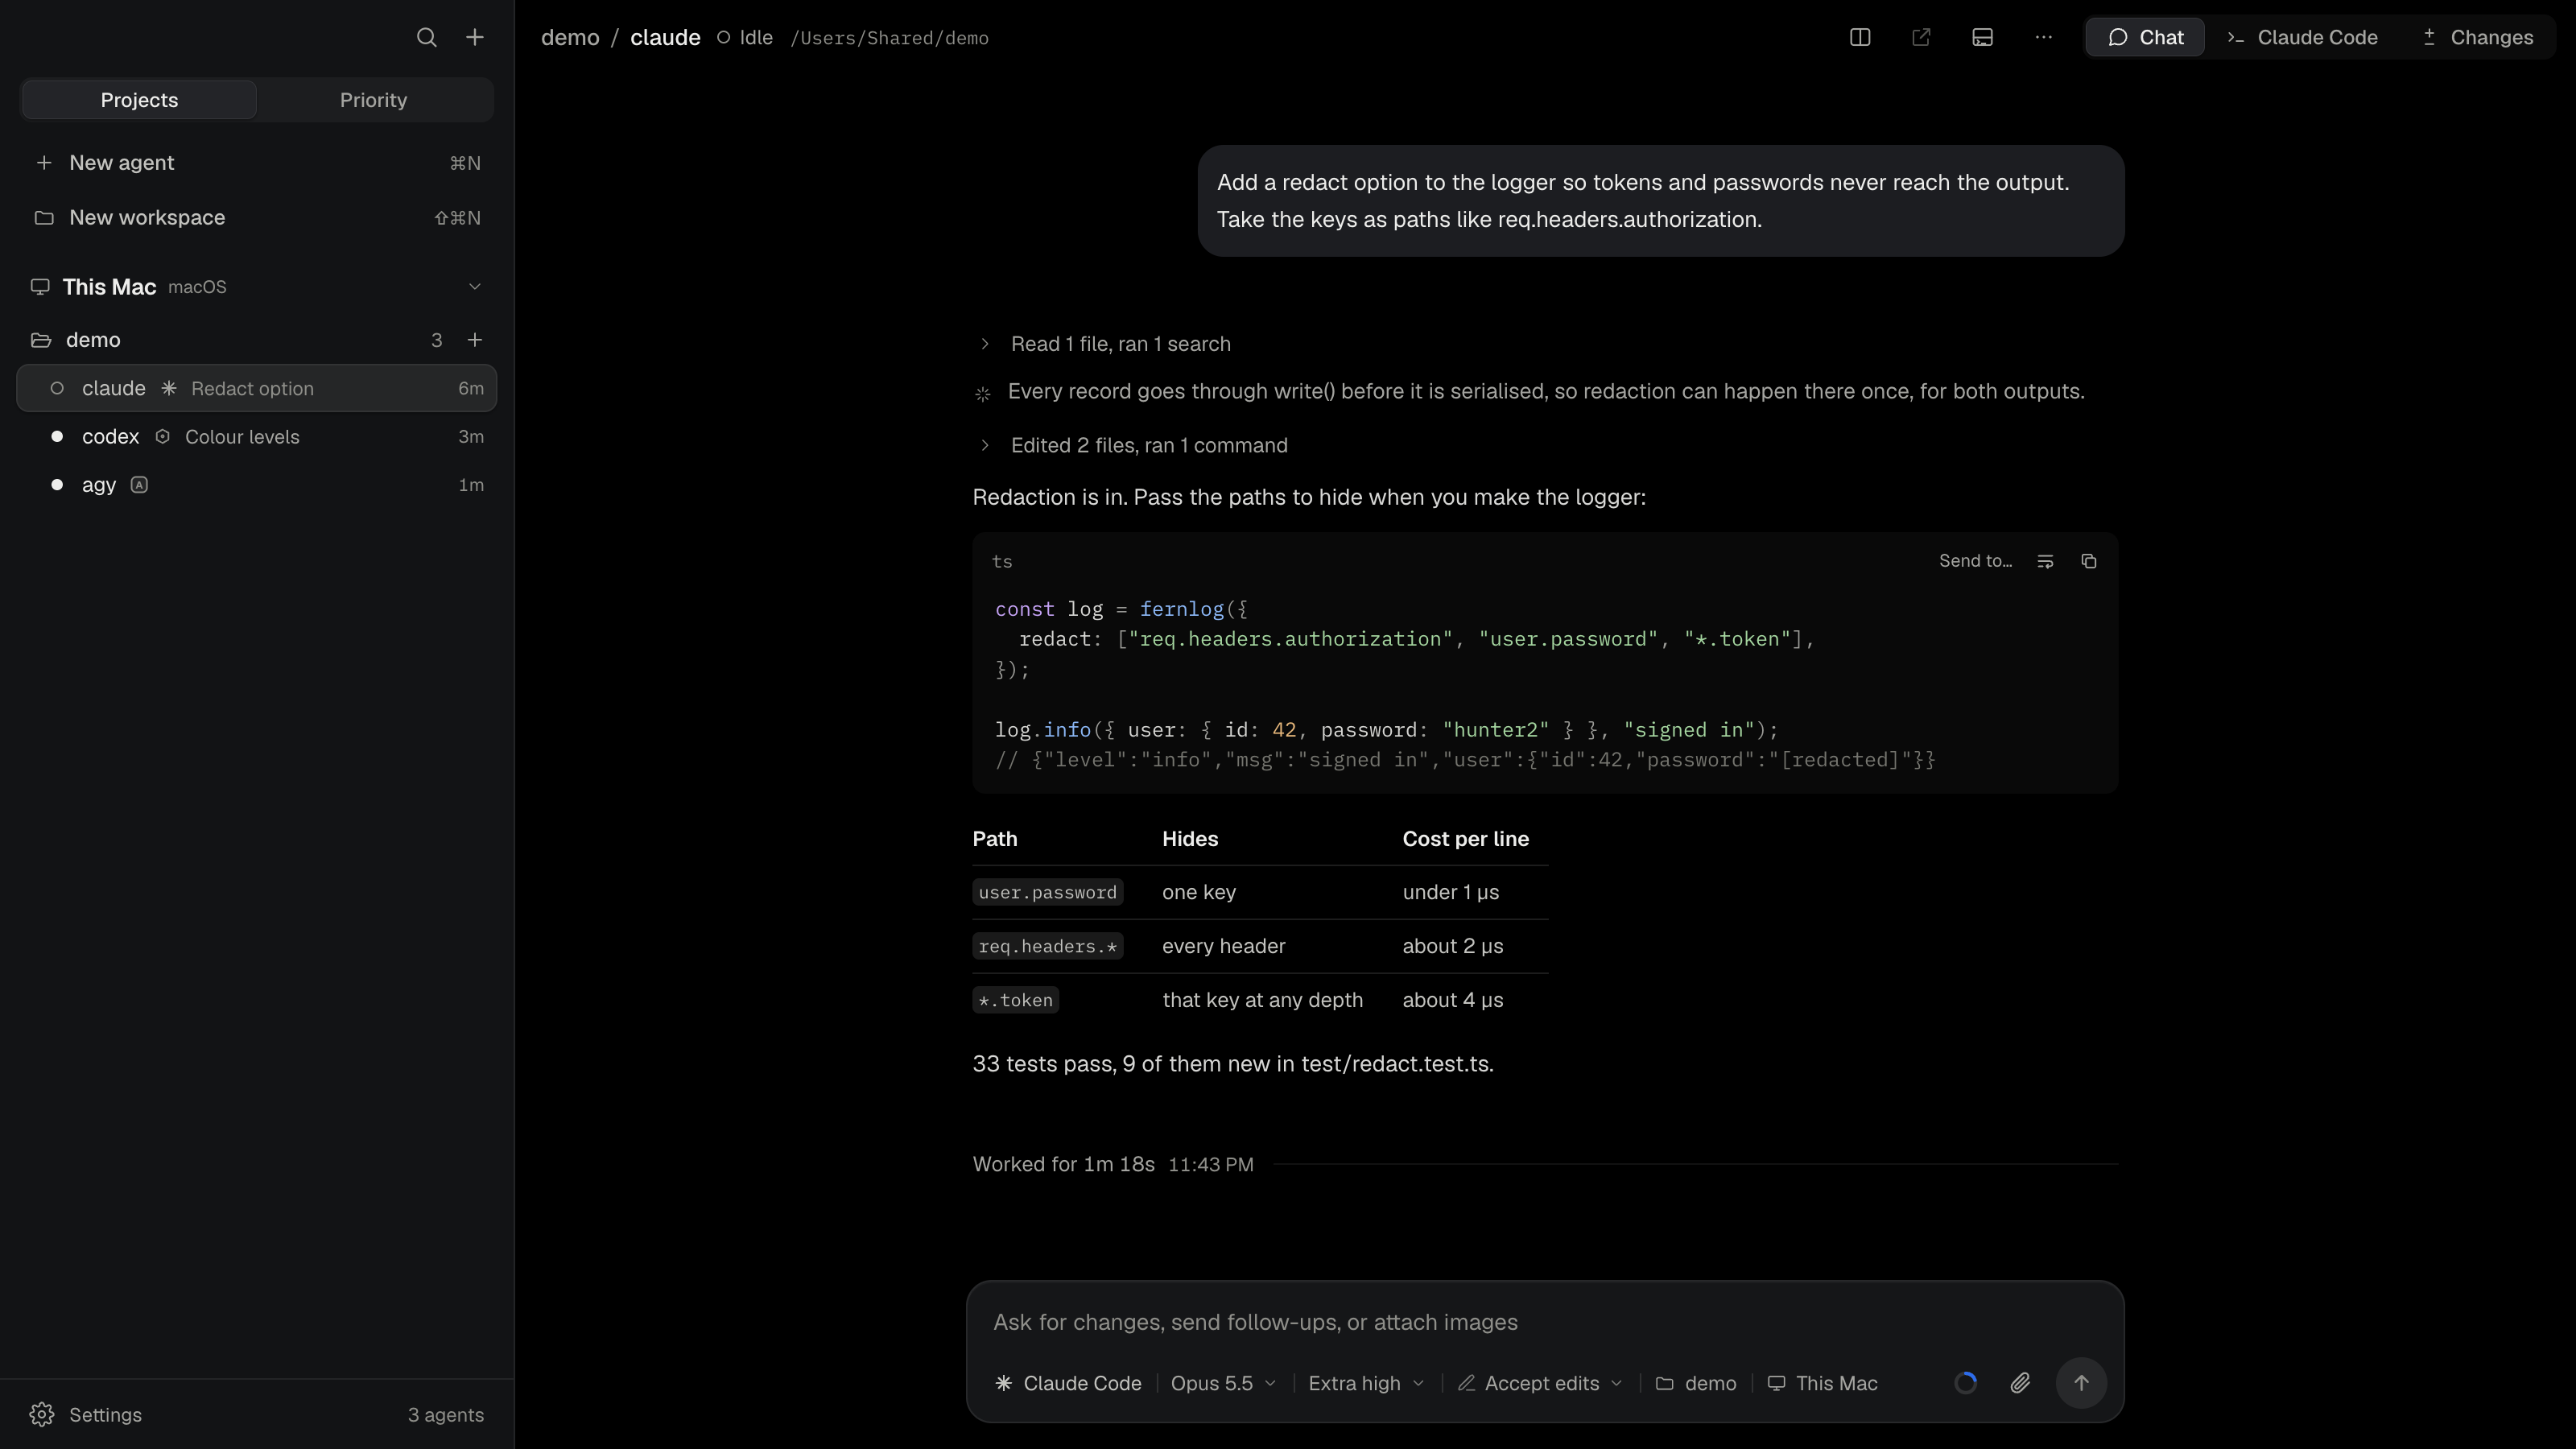 Projects
Priority
New agent ⌘N
New workspace ⇧⌘N
This Mac macOS
demo 3
claude Redact option 6m
codex Colour levels 3m
agy A 1m
Settings 3 agents
demo / claude Idle /Users/Shared/demo
Chat
Claude Code
Changes
Add a redact option to the logger so tokens and passwords never reach the output.
Take the keys as paths like req.headers.authorization.
Read 1 file, ran 1 search
Every record goes through write() before it is serialised, so redaction can happen there once, for both outputs.
Edited 2 files, ran 1 command
Redaction is in. Pass the paths to hide when you make the logger:
ts Send to...
const log = fernlog({
  redact: ["req.headers.authorization", "user.password", "*.token"],
});
log.info({ user: { id: 42, password: "hunter2" } }, "signed in");
// {"level":"info","msg":"signed in","user":{"id":42,"password":"[redacted]"}}
Path Hides Cost per line
user.password one key under 1 µs
req.headers.* every header about 2 µs
*.token that key at any depth about 4 µs
33 tests pass, 9 of them new in test/redact.test.ts.
Worked for 1m 18s 11:43 PM
Ask for changes, send follow-ups, or attach images
Claude Code Opus 5.5 Extra high Accept edits demo This Mac